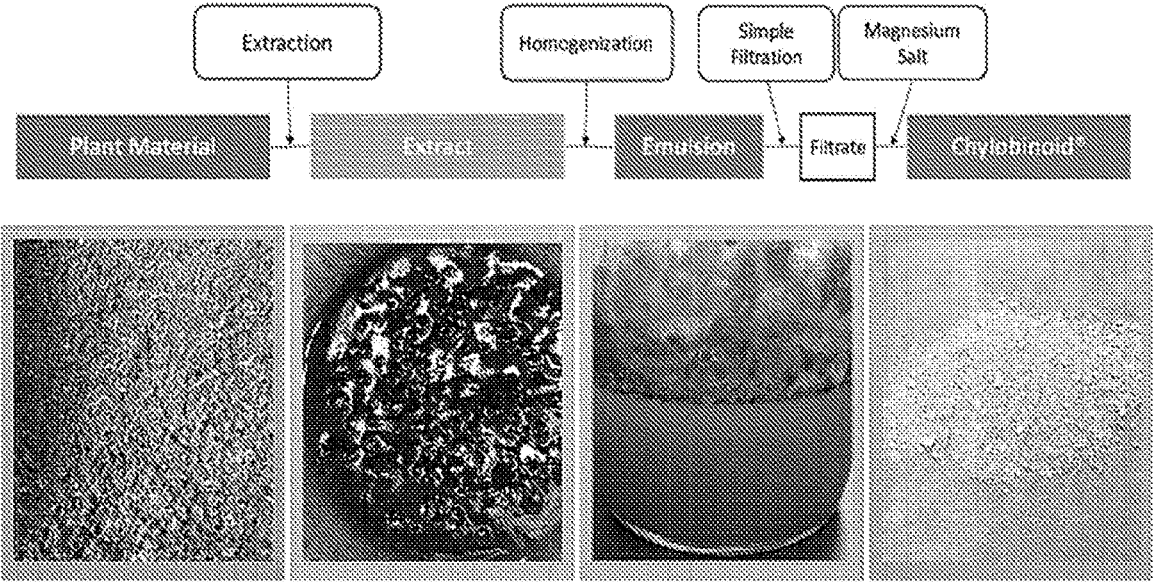 Extraction
Homogenization
Simple
Filtration
Magnesium
Salt
Plant Material
Extract
Emulsion
Filtrate
Chylobinoid®